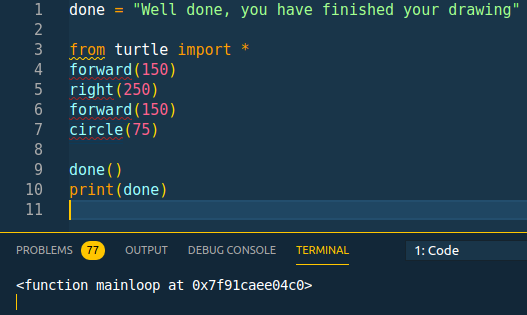 1 done = "Well done, you have finished your drawing"
2
3 from turtle import *
4 forward(150)
5 right(250)
6 forward(150)
7 circle(75)
8
9 done()
10 print(done)
11
PROBLEMS 77 OUTPUT DEBUG CONSOLE TERMINAL 1: Code
<function mainloop at 0x7f91caee04c0>